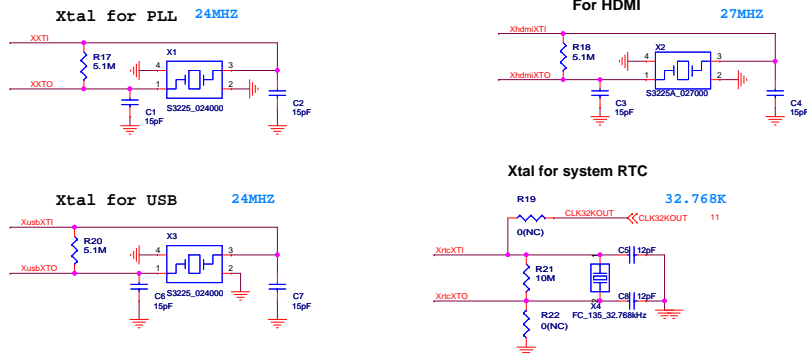 Xtal for PLL 24MHZ
XXTI
R17
5.1M
X1
4
3
XXTO
1
2
C1
15pF
S3225_024000
C2
15pF
For HDMI
27MHZ
XhdmiXTI
R18
5.1M
X2
4
3
XhdmiXTO
1
2
C3
15pF
S3225A_027000
C4
15pF
Xtal for USB 24MHZ
XusbXTI
R20
5.1M
X3
4
3
XusbXTO
1
2
C6
15pF
S3225_024000
C7
15pF
Xtal for system RTC
R19
32.768K
CLK32KOUT
CLK32KOUT 11
0(NC)
XrtcXTI
C5 12pF
R21
10M
XrtcXTO
C8 12pF
X4
R22
0(NC)
FC_135_32.768kHz